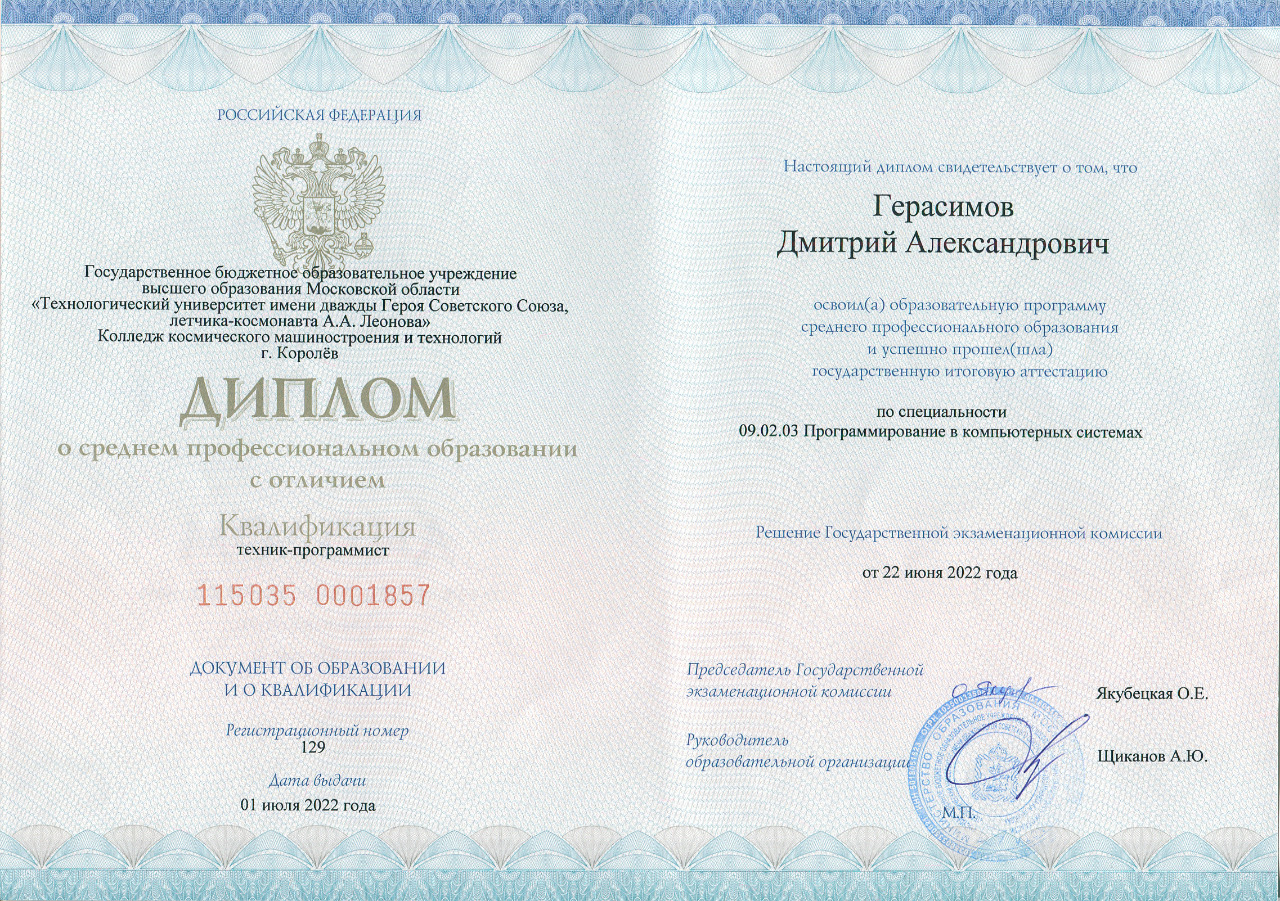 РОССИЙСКАЯ ФЕДЕРАЦИЯ
Государственное бюджетное образовательное учреждение
высшего образования Московской области
«Технологический университет имени дважды Героя Советского Союза,
летчика-космонавта А.А. Леонова»
Колледж космического машиностроения и технологий
г. Королёв
ДИПЛОМ
о среднем профессиональном образовании
с отличием
Квалификация
техник-программист
115035 0001857
ДОКУМЕНТ ОБ ОБРАЗОВАНИИ
И О КВАЛИФИКАЦИИ
Регистрационный номер
129
Дата выдачи
01 июля 2022 года
Настоящий диплом свидетельствует о том, что
Герасимов
Дмитрий Александрович
освоил(а) образовательную программу
среднего профессионального образования
и успешно прошел(шла)
государственную итоговую аттестацию
по специальности
09.02.03 Программирование в компьютерных системах
Решение Государственной экзаменационной комиссии
от 22 июня 2022 года
Председатель Государственной
экзаменационной комиссии
Якубецкая О.Е.
Руководитель
образовательной организации
Щиканов А.Ю.
М.П.
МИНИСТЕРСТВО ОБРАЗОВАНИЯ